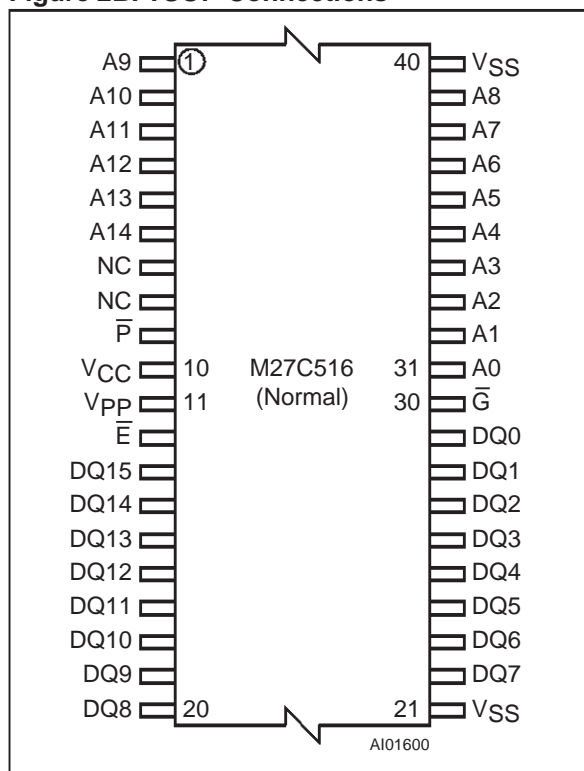 Figure 2B. TSOP Connections
A9 1 40 VSS
A10 A8
A11 A7
A12 A6
A13 A5
A14 A4
NC A3
NC A2
P̅ A1
VCC 10 M27C516 31 A0
VPP 11 (Normal) 30 G̅
E̅ DQ0
DQ15 DQ1
DQ14 DQ2
DQ13 DQ3
DQ12 DQ4
DQ11 DQ5
DQ10 DQ6
DQ9 DQ7
DQ8 20 21 VSS
AI01600